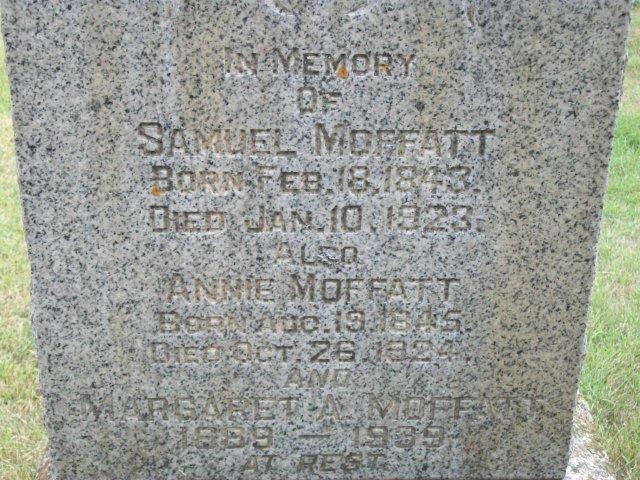 IN MEMORY
OF
SAMUEL MOFFATT
BORN FEB. 18, 1843.
DIED JAN. 10, 1923.
ALSO
ANNIE MOFFATT
BORN AUG. 19, 1845.
DIED OCT. 26, 1924.
AND
MARGARET A. MOFFATT
1889 — 1939
AT REST.